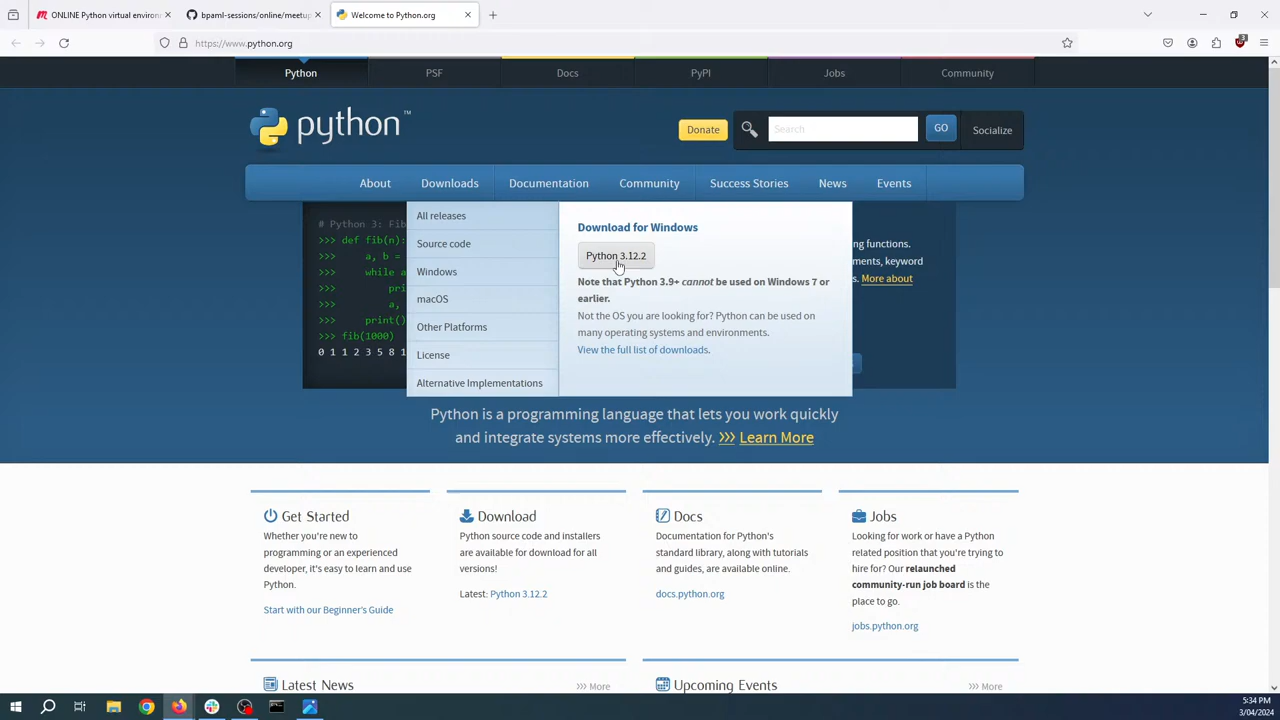 ONLINE Python virtual environ
bpaml-sessions/online/meetup
Welcome to Python.org
https://www.python.org
3
Python
PSF
Docs
PyPI
Jobs
Community
python™
Donate
Search
GO
Socialize
About
Downloads
Documentation
Community
Success Stories
News
Events
# Python 3: Fib
>>> def fib(n):
>>>     a, b =
>>>     while a
>>>         pri
>>>         a,
>>>     print()
>>> fib(1000)
0 1 1 2 3 5 8 1
All releases
Source code
Windows
macOS
Other Platforms
License
Alternative Implementations
Download for Windows
Python 3.12.2
Note that Python 3.9+ cannot be used on Windows 7 or
earlier.
Not the OS you are looking for? Python can be used on
many operating systems and environments.
View the full list of downloads.
ng functions.
ments, keyword
s. More about
Python is a programming language that lets you work quickly
and integrate systems more effectively. >>> Learn More
Get Started
Whether you're new to
programming or an experienced
developer, it's easy to learn and use
Python.
Start with our Beginner's Guide
Download
Python source code and installers
are available for download for all
versions!
Latest: Python 3.12.2
Docs
Documentation for Python's
standard library, along with tutorials
and guides, are available online.
docs.python.org
Jobs
Looking for work or have a Python
related position that you're trying to
hire for? Our relaunched
community-run job board is the
place to go.
jobs.python.org
Latest News
>>> More
Upcoming Events
>>> More
5:34 PM
3/04/2024